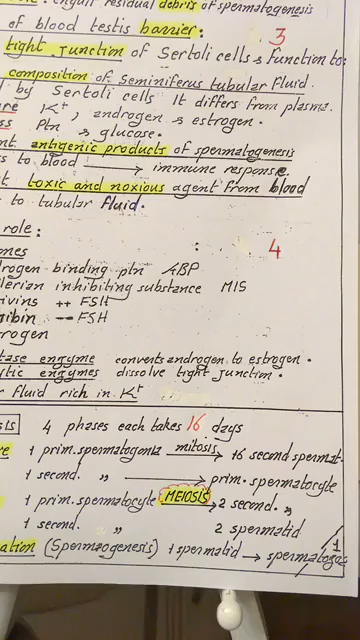 engulf residual debris of spermatogenesis
of blood testis barrier: 3
tight junction of Sertoli cells & function to:
composition of Seminiferus tubular fluid.
by Sertoli cells It differs from plasma.
K+, androgen & estrogen.
Ptn & glucose.
antigenic products of spermatogenesis
to blood → immune response.
toxic and noxious agent from blood
to tubular fluid.
role: 4
rogen binding ptn ABP
lerian inhibiting substance MIS
ivins ++ FSH
hibin -- FSH
rogen
tase enzyme converts androgen to estrogen.
tic enzymes dissolve tight junction.
fluid rich in K+
4 phases each takes 16 days
1 prim. spermatogonia mitosis → 16 second spermat.
1 second. " → prim. spermatocyte
1 prim. spermatocyte MEIOSIS → 2 second. "
1 second. " 2 spermatid
ation (Spermeogenesis) 1 spermatid → spermatozoa
1